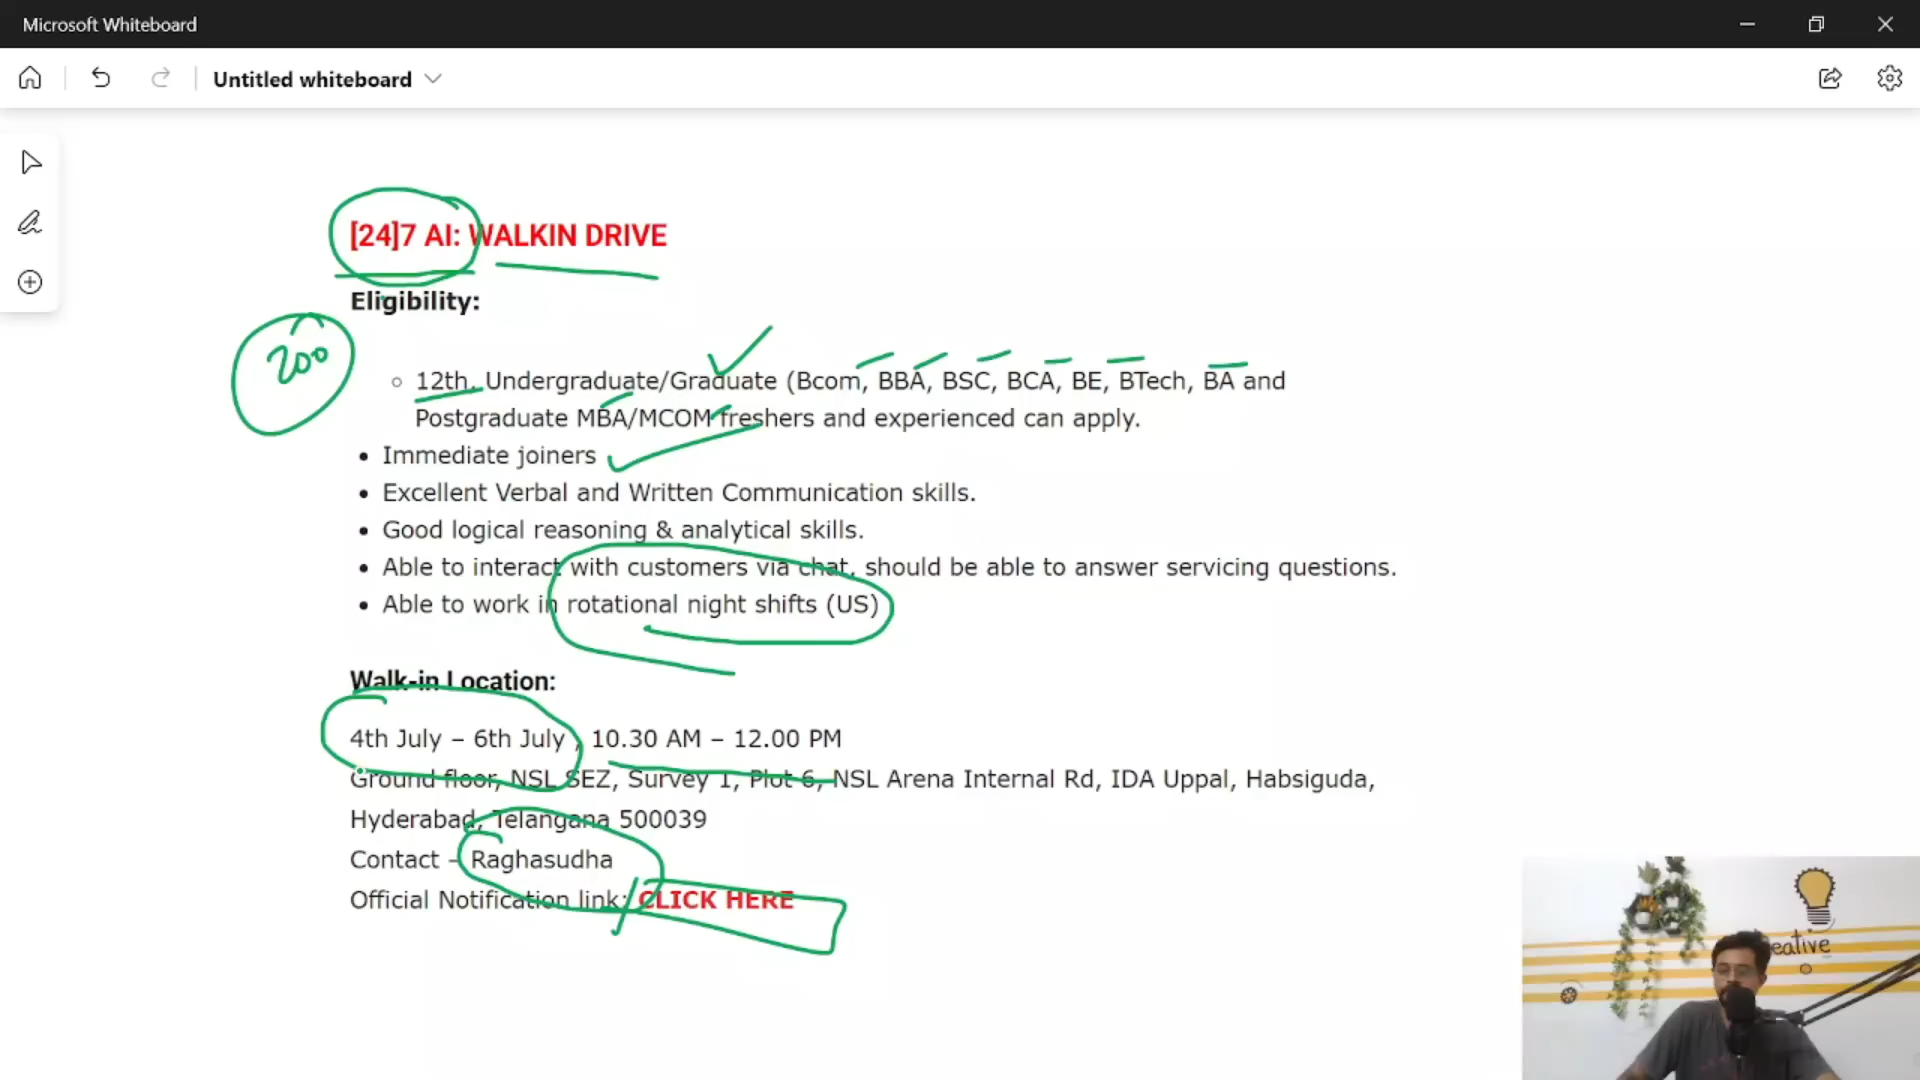 Microsoft Whiteboard
Untitled whiteboard
[24]7 AI: WALKIN DRIVE
Eligibility:
200
12th, Undergraduate/Graduate (Bcom, BBA, BSC, BCA, BE, BTech, BA and
Postgraduate MBA/MCOM freshers and experienced can apply.
Immediate joiners
Excellent Verbal and Written Communication skills.
Good logical reasoning & analytical skills.
Able to interact with customers via chat, should be able to answer servicing questions.
Able to work in rotational night shifts (US)
Walk-in Location:
4th July – 6th July , 10.30 AM – 12.00 PM
Ground floor, NSL SEZ, Survey 1, Plot 6, NSL Arena Internal Rd, IDA Uppal, Habsiguda,
Hyderabad, Telangana 500039
Contact – Raghasudha
Official Notification link: CLICK HERE
eative